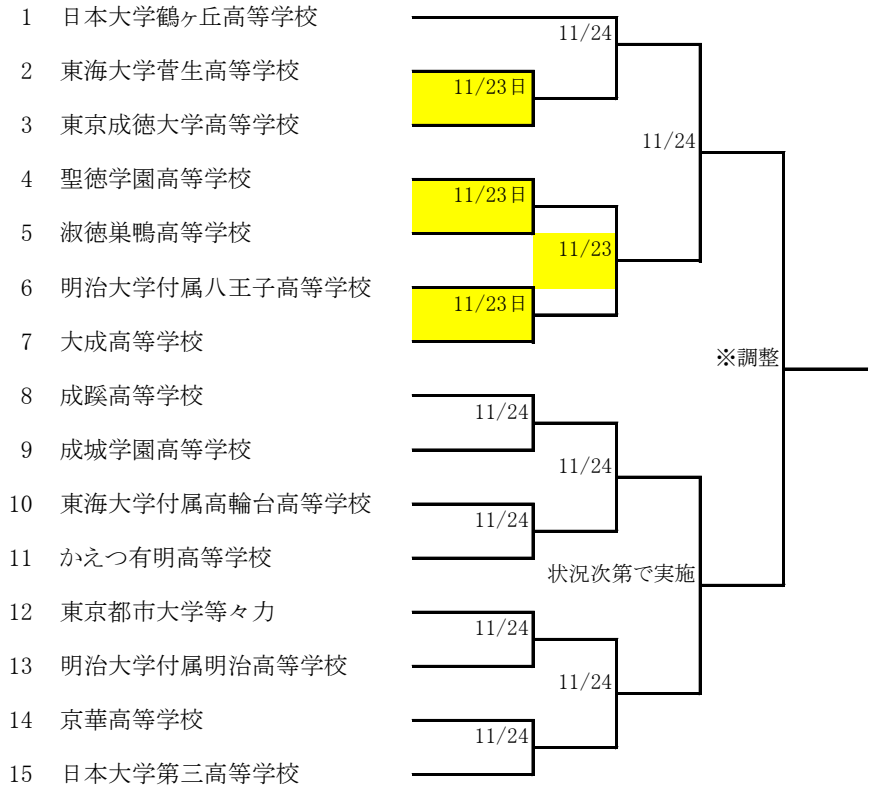 1 日本大学鶴ヶ丘高等学校
11/24
2 東海大学菅生高等学校
11/23日
3 東京成徳大学高等学校
11/24
4 聖徳学園高等学校
11/23日
5 淑徳巣鴨高等学校
11/23
6 明治大学付属八王子高等学校
11/23日
7 大成高等学校
※調整
8 成蹊高等学校
11/24
9 成城学園高等学校
11/24
10 東海大学付属高輪台高等学校
11/24
11 かえつ有明高等学校
状況次第で実施
12 東京都市大学等々力
11/24
13 明治大学付属明治高等学校
11/24
14 京華高等学校
11/24
15 日本大学第三高等学校